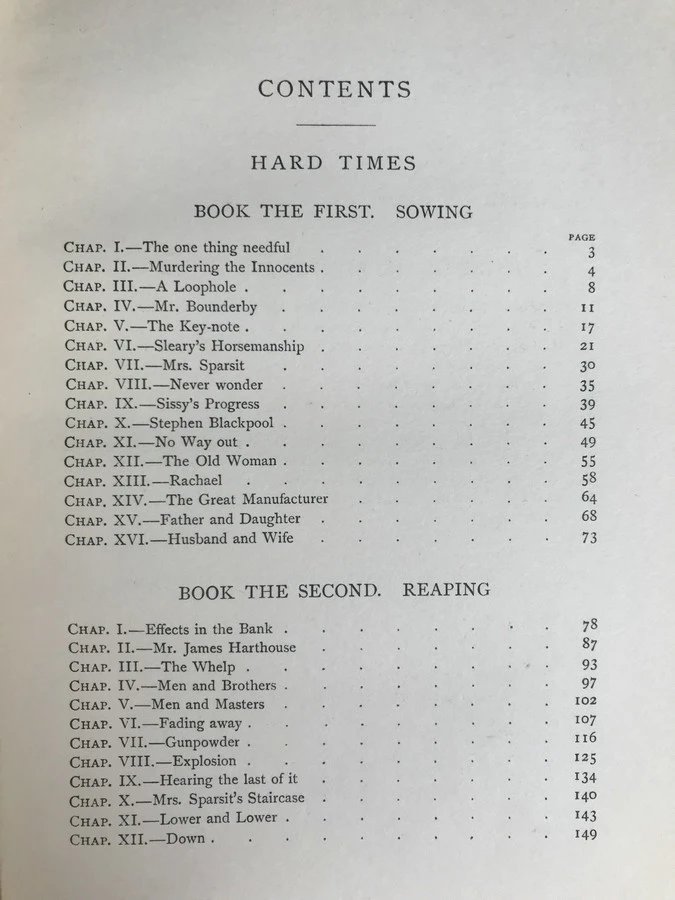 CONTENTS
HARD TIMES
BOOK THE FIRST. SOWING
PAGE
CHAP. I.—The one thing needful . . . . . . . 3
CHAP. II.—Murdering the Innocents . . . . . . . 4
CHAP. III.—A Loophole . . . . . . . . . 8
CHAP. IV.—Mr. Bounderby . . . . . . . . 11
CHAP. V.—The Key-note . . . . . . . . . 17
CHAP. VI.—Sleary's Horsemanship . . . . . . . 21
CHAP. VII.—Mrs. Sparsit . . . . . . . . 30
CHAP. VIII.—Never wonder . . . . . . . . 35
CHAP. IX.—Sissy's Progress . . . . . . . . 39
CHAP. X.—Stephen Blackpool . . . . . . . . 45
CHAP. XI.—No Way out . . . . . . . . . 49
CHAP. XII.—The Old Woman . . . . . . . . 55
CHAP. XIII.—Rachael . . . . . . . . . 58
CHAP. XIV.—The Great Manufacturer . . . . . . 64
CHAP. XV.—Father and Daughter . . . . . . . 68
CHAP. XVI.—Husband and Wife . . . . . . . 73
BOOK THE SECOND. REAPING
CHAP. I.—Effects in the Bank . . . . . . . . 78
CHAP. II.—Mr. James Harthouse . . . . . . . 87
CHAP. III.—The Whelp . . . . . . . . . 93
CHAP. IV.—Men and Brothers . . . . . . . . 97
CHAP. V.—Men and Masters . . . . . . . . 102
CHAP. VI.—Fading away . . . . . . . . . 107
CHAP. VII.—Gunpowder . . . . . . . . . 116
CHAP. VIII.—Explosion . . . . . . . . . 125
CHAP. IX.—Hearing the last of it . . . . . . . 134
CHAP. X.—Mrs. Sparsit's Staircase . . . . . . . 140
CHAP. XI.—Lower and Lower . . . . . . . . 143
CHAP. XII.—Down . . . . . . . . . . 149